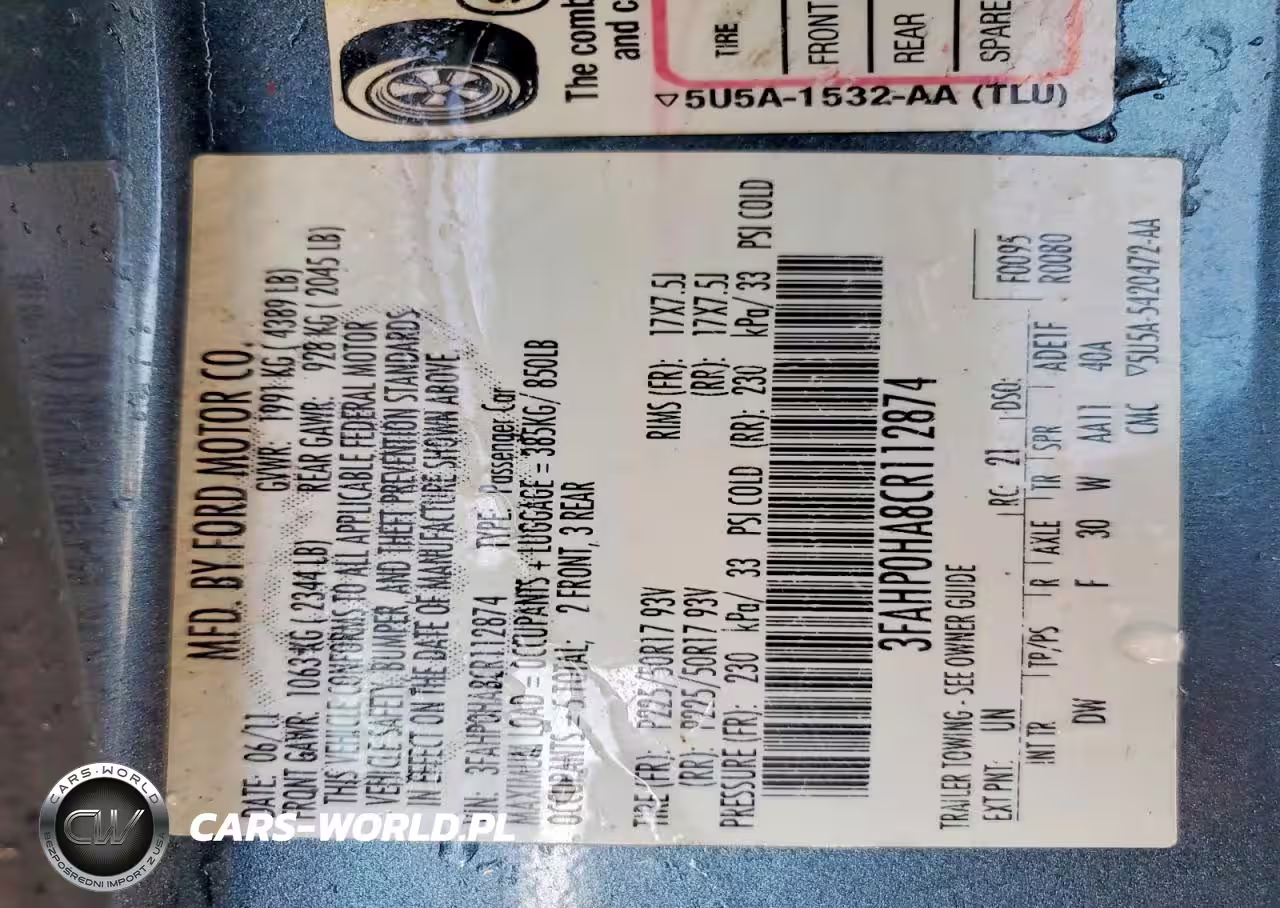 The comb
and c
TIRE
FRONT
REAR
SPARE
▽5U5A-1532-AA (TLU)
MFD. BY FORD MOTOR CO.
DATE: 06/11 GVWR: 1991 KG ( 4389 LB)
FRONT GAWR: 1063 KG ( 2344 LB) REAR GAWR: 928 KG ( 2045 LB)
THIS VEHICLE CONFORMS TO ALL APPLICABLE FEDERAL MOTOR
VEHICLE SAFETY, BUMPER, AND THEFT PREVENTION STANDARDS
IN EFFECT ON THE DATE OF MANUFACTURE SHOWN ABOVE
VIN: 3FAHP0HA8CR112874 TYPE: Passenger Car
MAXIMUM LOAD = OCCUPANTS + LUGGAGE = 385KG/ 850LB
OCCUPANTS = 5 TOTAL; 2 FRONT, 3 REAR
TIRE (FR): P225/50R17 93V RIMS (FR): 17X7.5J
(RR): P225/50R17 93V (RR): 17X7.5J
PRESSURE (FR): 230 kPa/ 33 PSI COLD (RR): 230 kPa/ 33 PSI COLD
3FAHP0HA8CR112874
TRAILER TOWING - SEE OWNER GUIDE
EXT PNT: UN RC: 21 DSO: F0095
INT TR TP/PS R AXLE TR SPR ADE1F R0080
DW F 30 W AA11 40A
CMC ▽5U5A-5420472-AA
CARS-WORLD
CW
BEZPOŚREDNI IMPORT Z USA
CARS-WORLD.PL